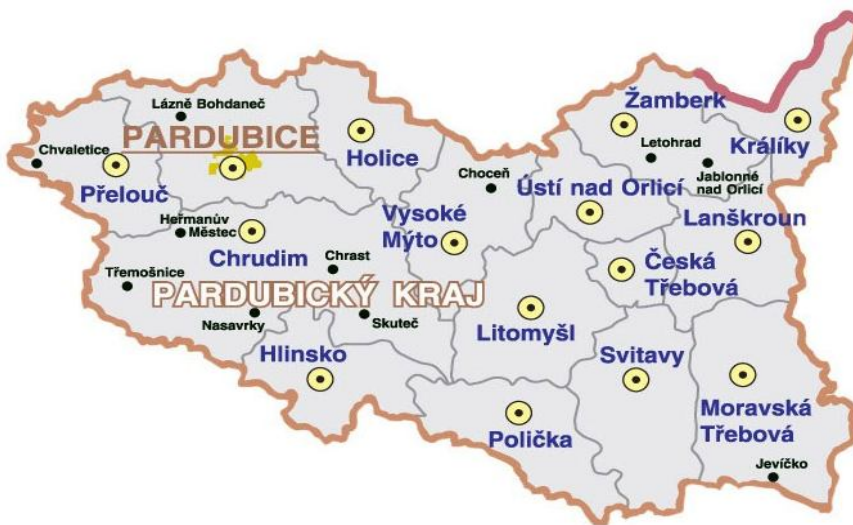 Lázně Bohdaneč
PARDUBICE
Chvaletice
Přelouč
Holice
Žamberk
Letohrad
Králíky
Jablonné
nad Orlicí
Choceň
Ústí nad Orlicí
Heřmanův
Městec
Chrudim
Vysoké
Mýto
Lanškroun
Chrast
Česká
Třebová
Třemošnice
PARDUBICKÝ KRAJ
Nasavrky
Skuteč
Litomyšl
Hlinsko
Svitavy
Polička
Moravská
Třebová
Jevíčko